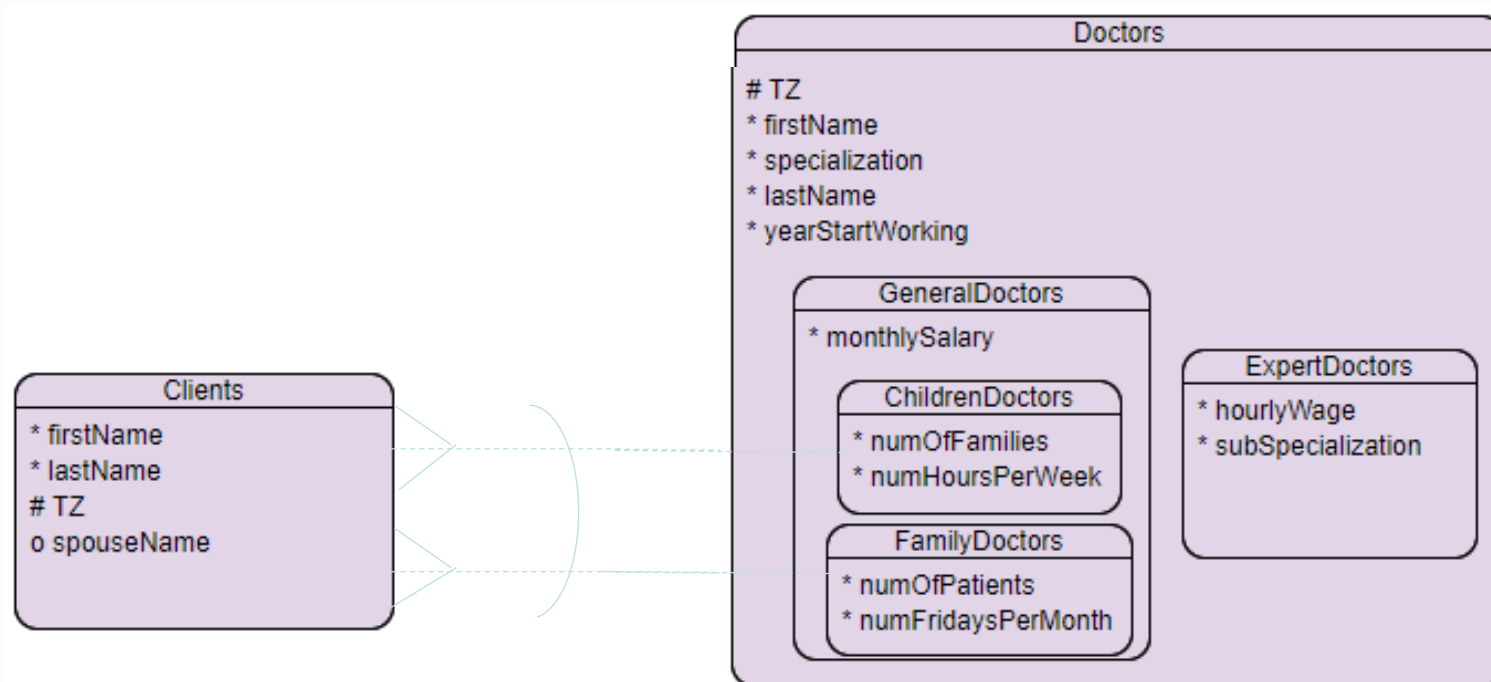 Doctors
# TZ
* firstName
* specialization
* lastName
* yearStartWorking
GeneralDoctors
* monthlySalary
ChildrenDoctors
* numOfFamilies
* numHoursPerWeek
FamilyDoctors
* numOfPatients
* numFridaysPerMonth
ExpertDoctors
* hourlyWage
* subSpecialization
Clients
* firstName
* lastName
# TZ
o spouseName